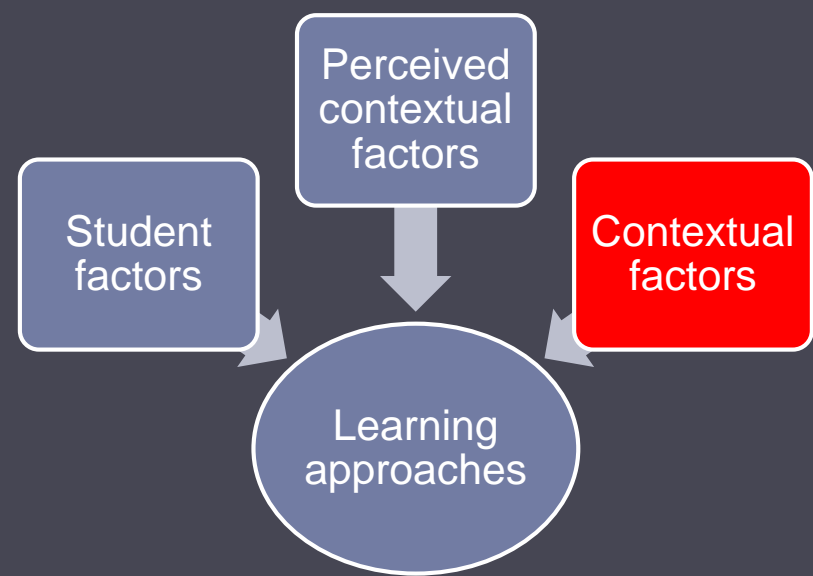 Perceived
contextual
factors
Student
factors
Contextual
factors
Learning
approaches